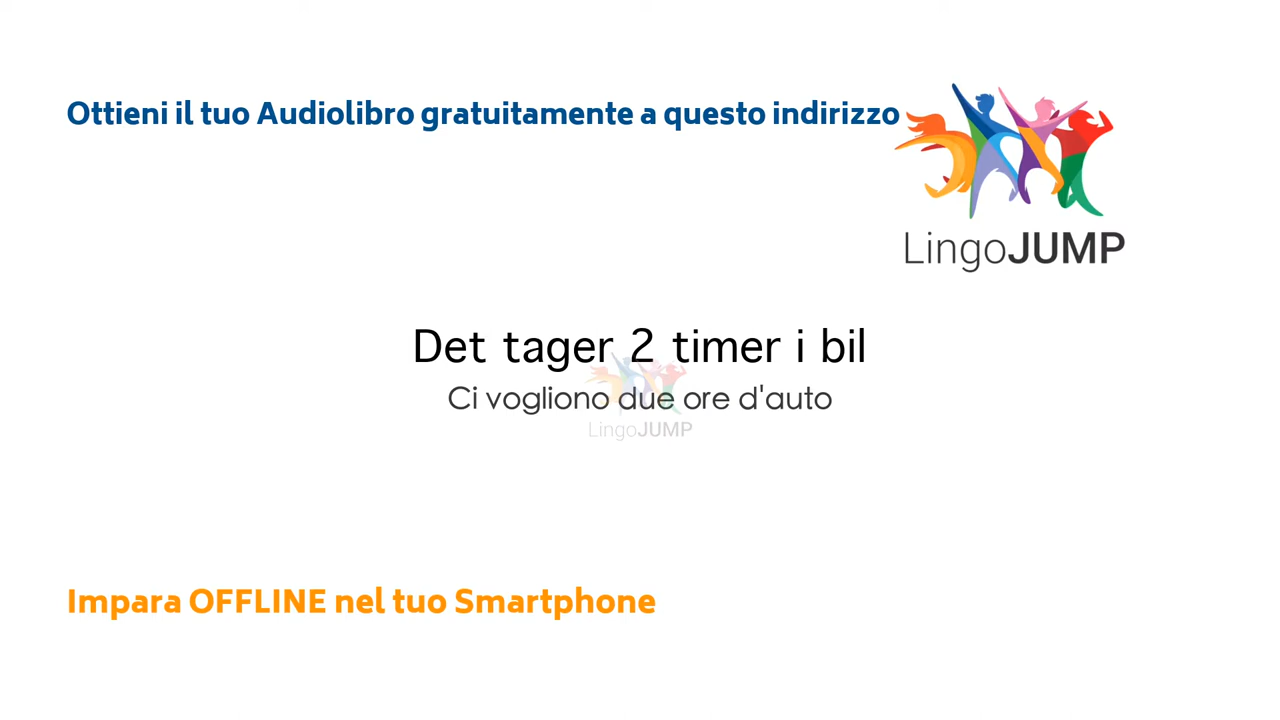 Ottieni il tuo Audiolibro gratuitamente a questo indirizzo
LingoJUMP
Det tager 2 timer i bil
Ci vogliono due ore d'auto
LingoJUMP
Impara OFFLINE nel tuo Smartphone